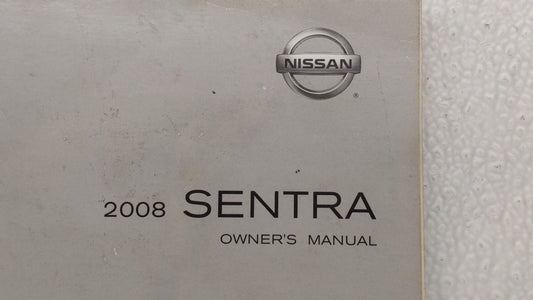 NISSAN
®
2008 SENTRA
OWNER'S MANUAL